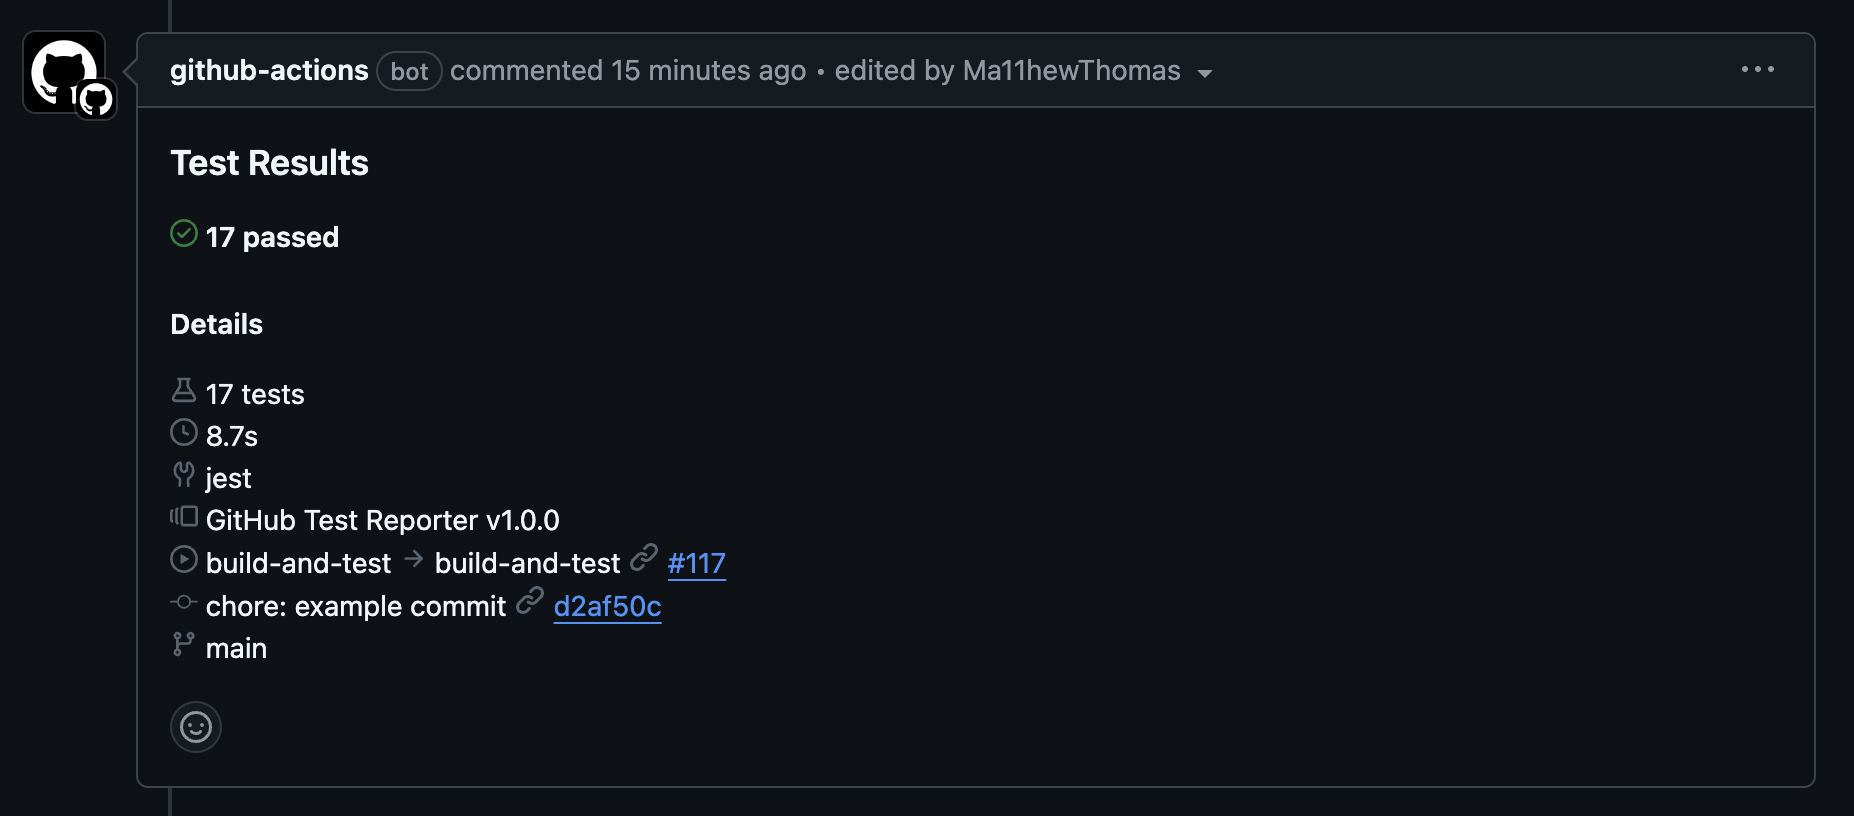 github-actions bot commented 15 minutes ago • edited by Ma11hewThomas
Test Results
17 passed
Details
17 tests
8.7s
jest
GitHub Test Reporter v1.0.0
build-and-test → build-and-test #117
chore: example commit d2af50c
main